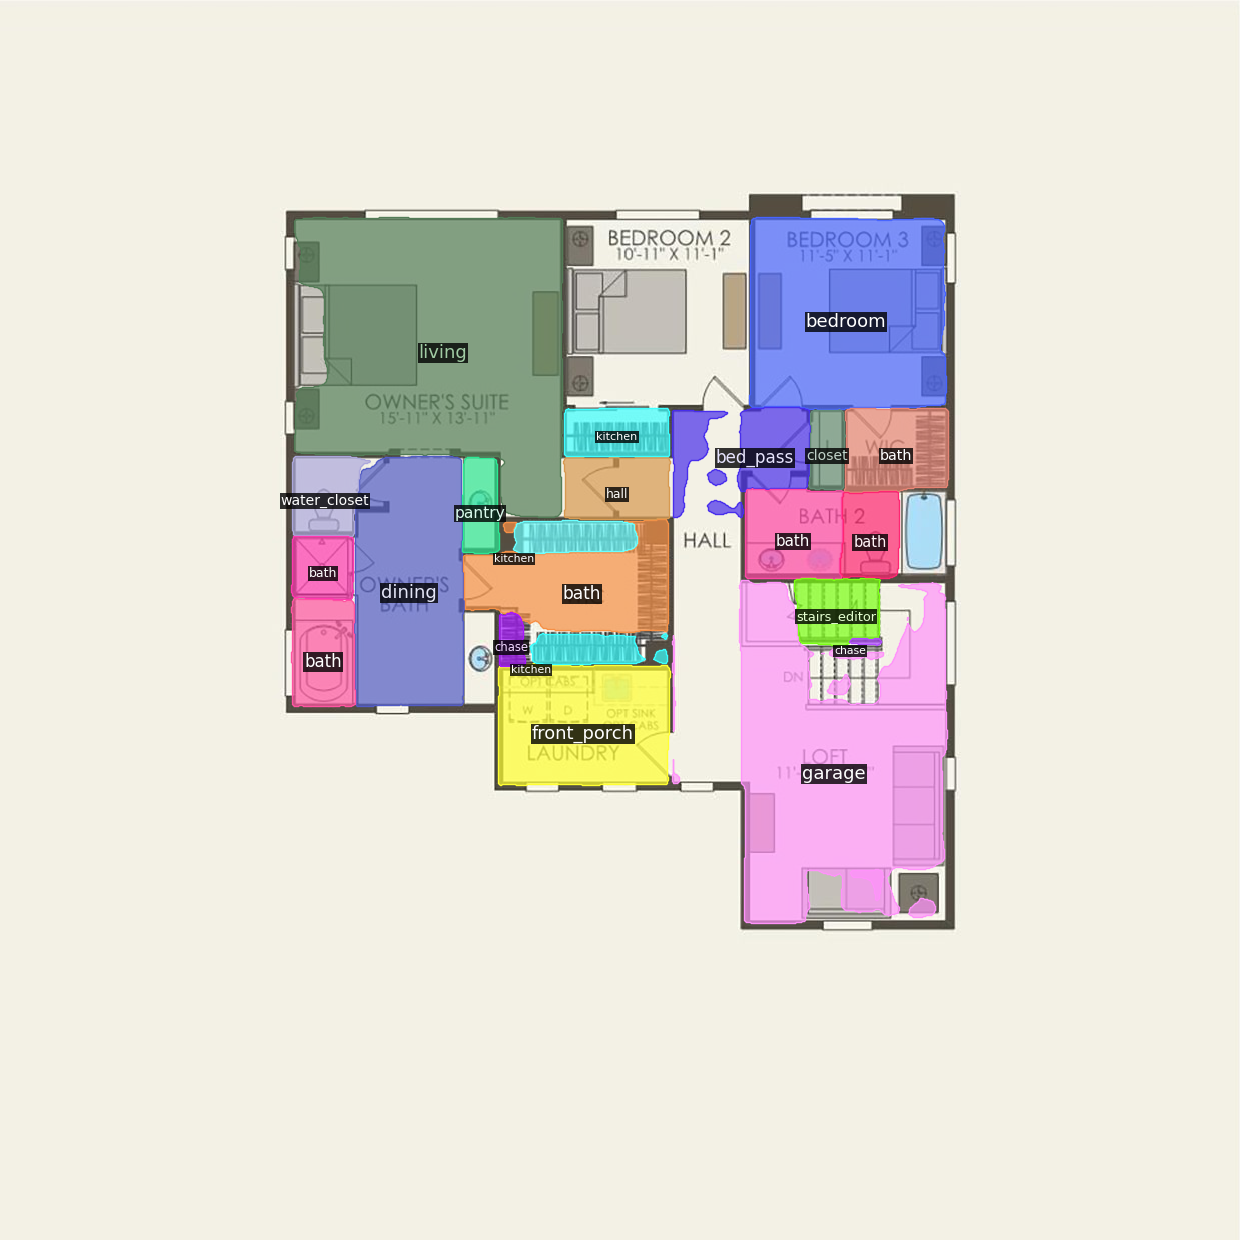 BEDROOM 2
10'-11" X 11'-1"
BEDROOM 3
11'-5" X 11'-1"
bedroom
living
OWNER'S SUITE
15'-11" X 13'-11"
kitchen
bed_pass
closet
WIC
bath
water_closet
pantry
hall
BATH 2
bath
bath
HALL
kitchen
bath
OWNER'S
BATH
dining
bath
stairs_editor
chase
kitchen
bath
chase
DN
OPT CABS
W
D
OPT SINK
CABS
front_porch
LAUNDRY
LOFT
11'
garage